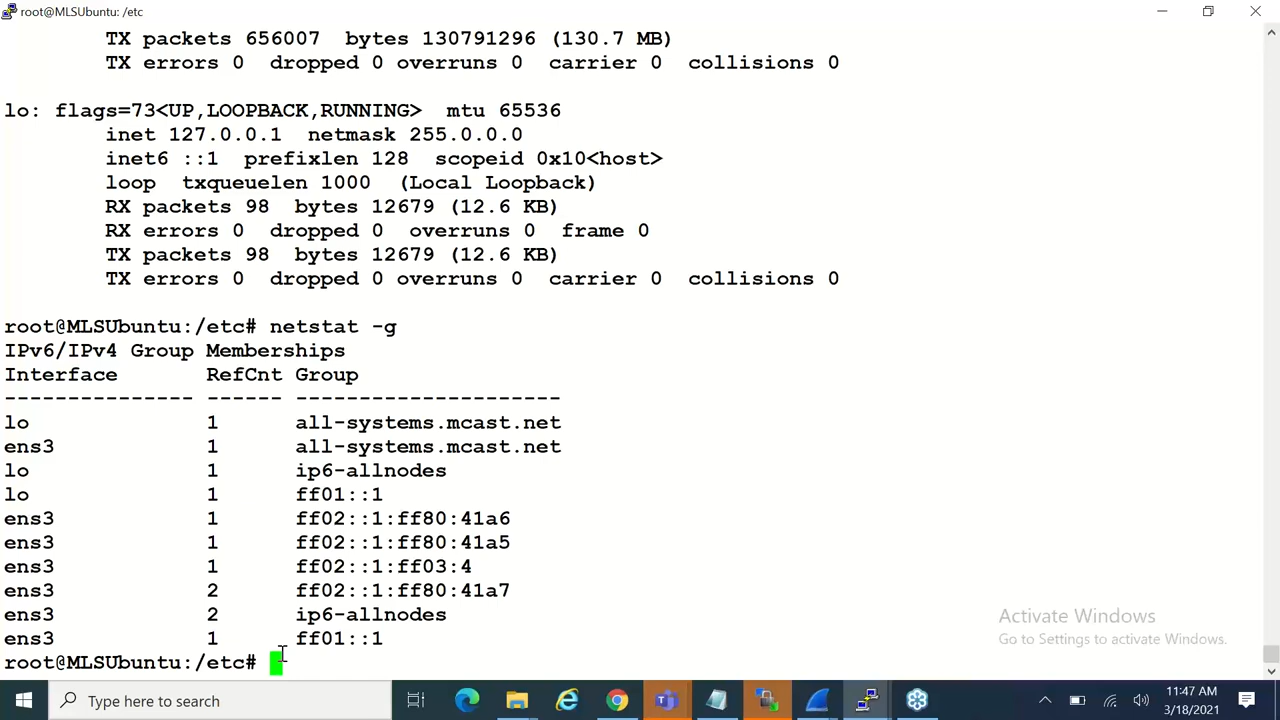 root@MLSUbuntu: /etc
TX packets 656007  bytes 130791296 (130.7 MB)
TX errors 0  dropped 0 overruns 0  carrier 0  collisions 0
lo: flags=73<UP,LOOPBACK,RUNNING>  mtu 65536
inet 127.0.0.1  netmask 255.0.0.0
inet6 ::1  prefixlen 128  scopeid 0x10<host>
loop  txqueuelen 1000  (Local Loopback)
RX packets 98  bytes 12679 (12.6 KB)
RX errors 0  dropped 0  overruns 0  frame 0
TX packets 98  bytes 12679 (12.6 KB)
TX errors 0  dropped 0 overruns 0  carrier 0  collisions 0
root@MLSUbuntu:/etc# netstat -g
IPv6/IPv4 Group Memberships
Interface       RefCnt Group
--------------- ------ ---------------------
lo              1      all-systems.mcast.net
ens3            1      all-systems.mcast.net
lo              1      ip6-allnodes
lo              1      ff01::1
ens3            1      ff02::1:ff80:41a6
ens3            1      ff02::1:ff80:41a5
ens3            1      ff02::1:ff03:4
ens3            2      ff02::1:ff80:41a7
ens3            2      ip6-allnodes
ens3            1      ff01::1
root@MLSUbuntu:/etc#
Activate Windows
Go to Settings to activate Windows.
Type here to search
11:47 AM
3/18/2021